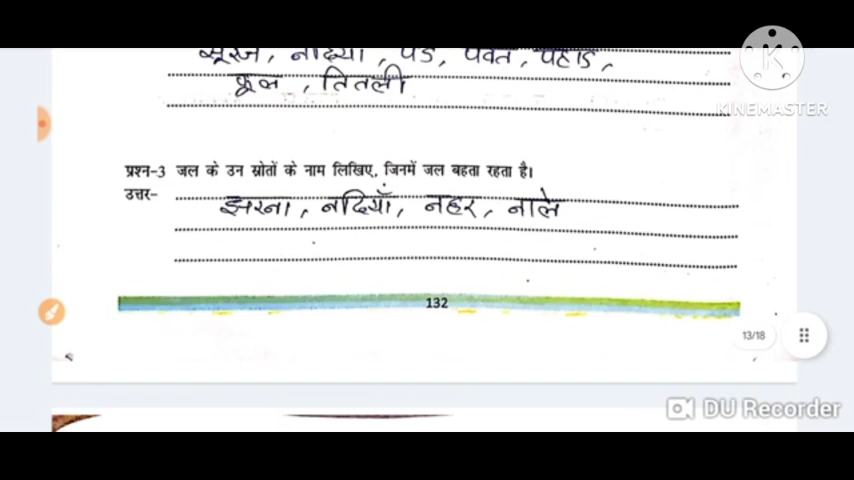 सूरज, नदियाँ, पेड, पर्वत, पहाड,
फूल, तितली
KINEMASTER
प्रश्न-3 जल के उन स्रोतों के नाम लिखिए, जिनमें जल बहता रहता है।
उत्तर-
झरना, नदियाँ, नहर, नाले
132
13/18
DU Recorder